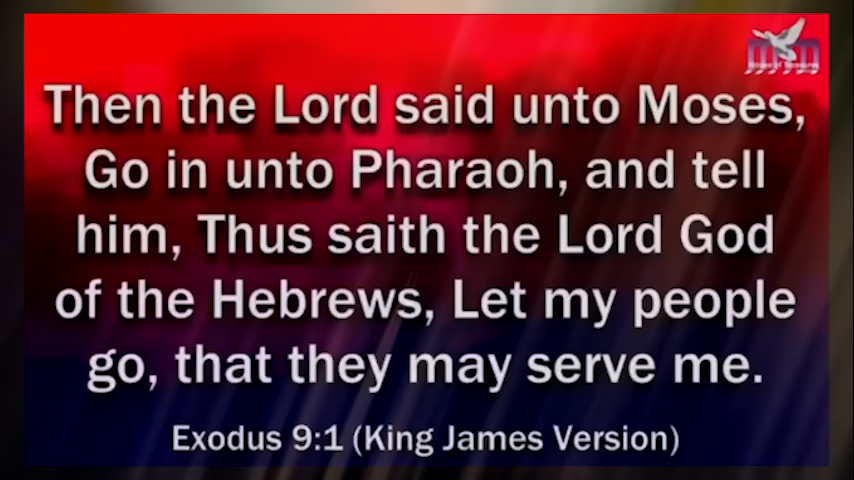 Then the Lord said unto Moses,
Go in unto Pharaoh, and tell
him, Thus saith the Lord God
of the Hebrews, Let my people
go, that they may serve me.
Exodus 9:1 (King James Version)